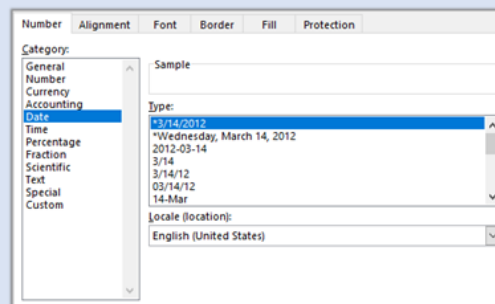 Number Alignment Font Border Fill Protection
Category:
General
Number
Currency
Accounting
Date
Time
Percentage
Fraction
Scientific
Text
Special
Custom
Sample
Type:
*3/14/2012
*Wednesday, March 14, 2012
2012-03-14
3/14
3/14/12
03/14/12
14-Mar
Locale (location):
English (United States)